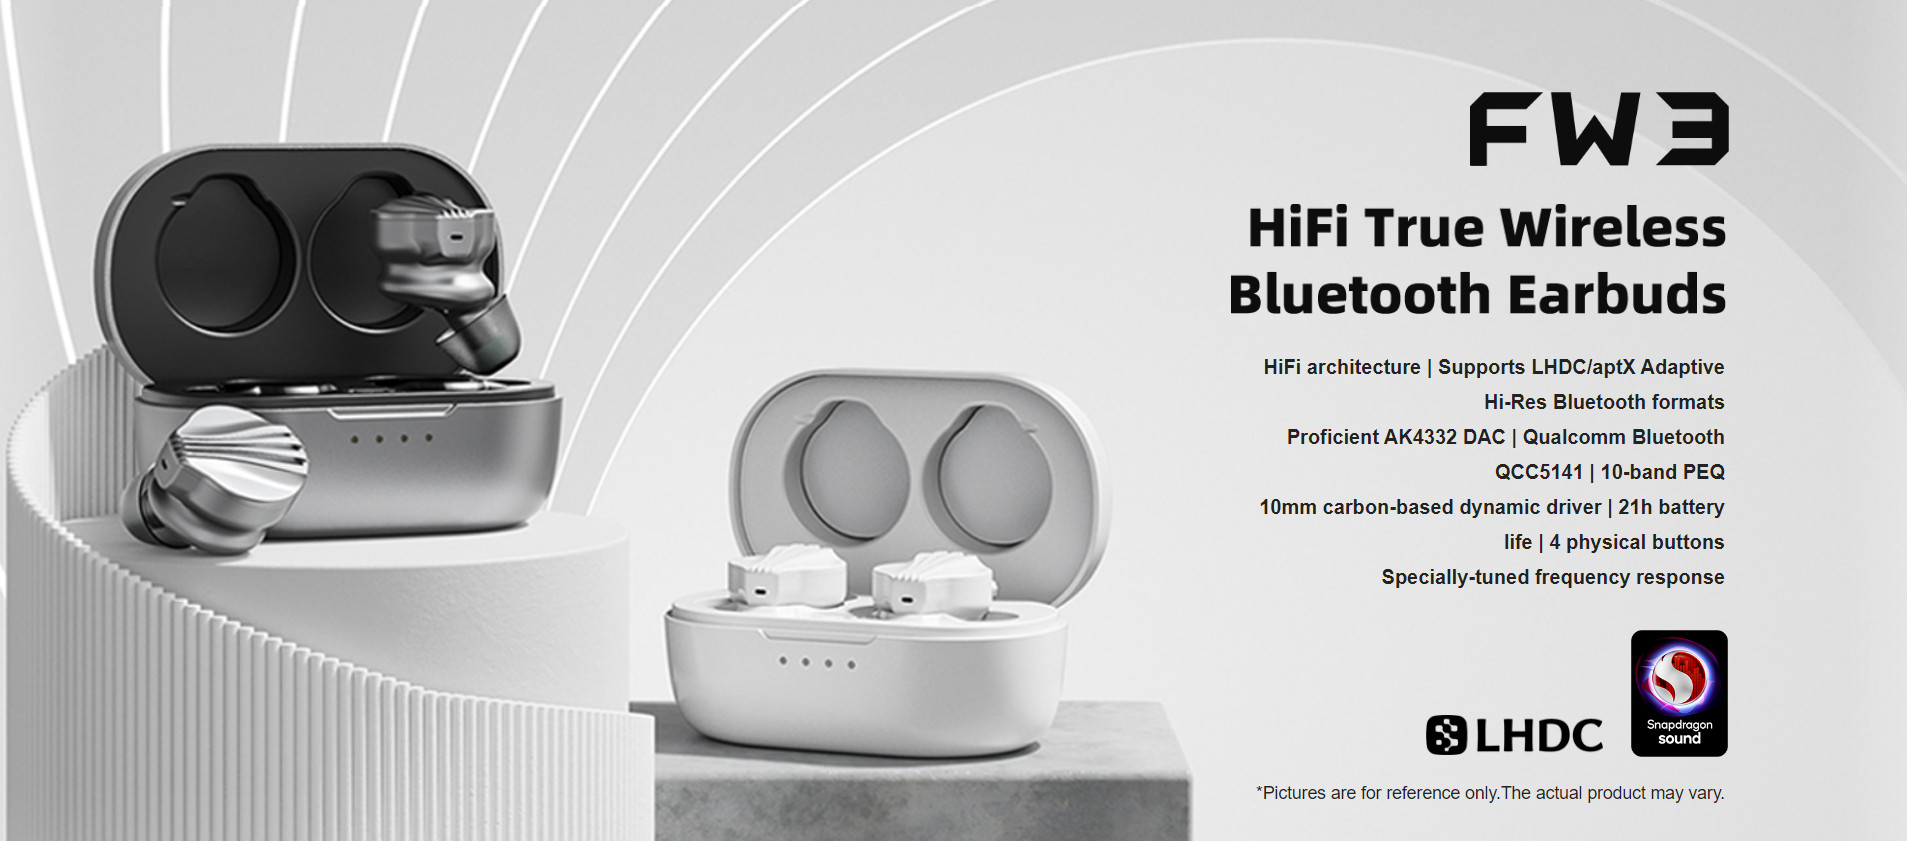 FW3
HiFi True Wireless
Bluetooth Earbuds
HiFi architecture | Supports LHDC/aptX Adaptive
Hi-Res Bluetooth formats
Proficient AK4332 DAC | Qualcomm Bluetooth
QCC5141 | 10-band PEQ
10mm carbon-based dynamic driver | 21h battery
life | 4 physical buttons
Specially-tuned frequency response
LHDC
Snapdragon
sound
*Pictures are for reference only.The actual product may vary.